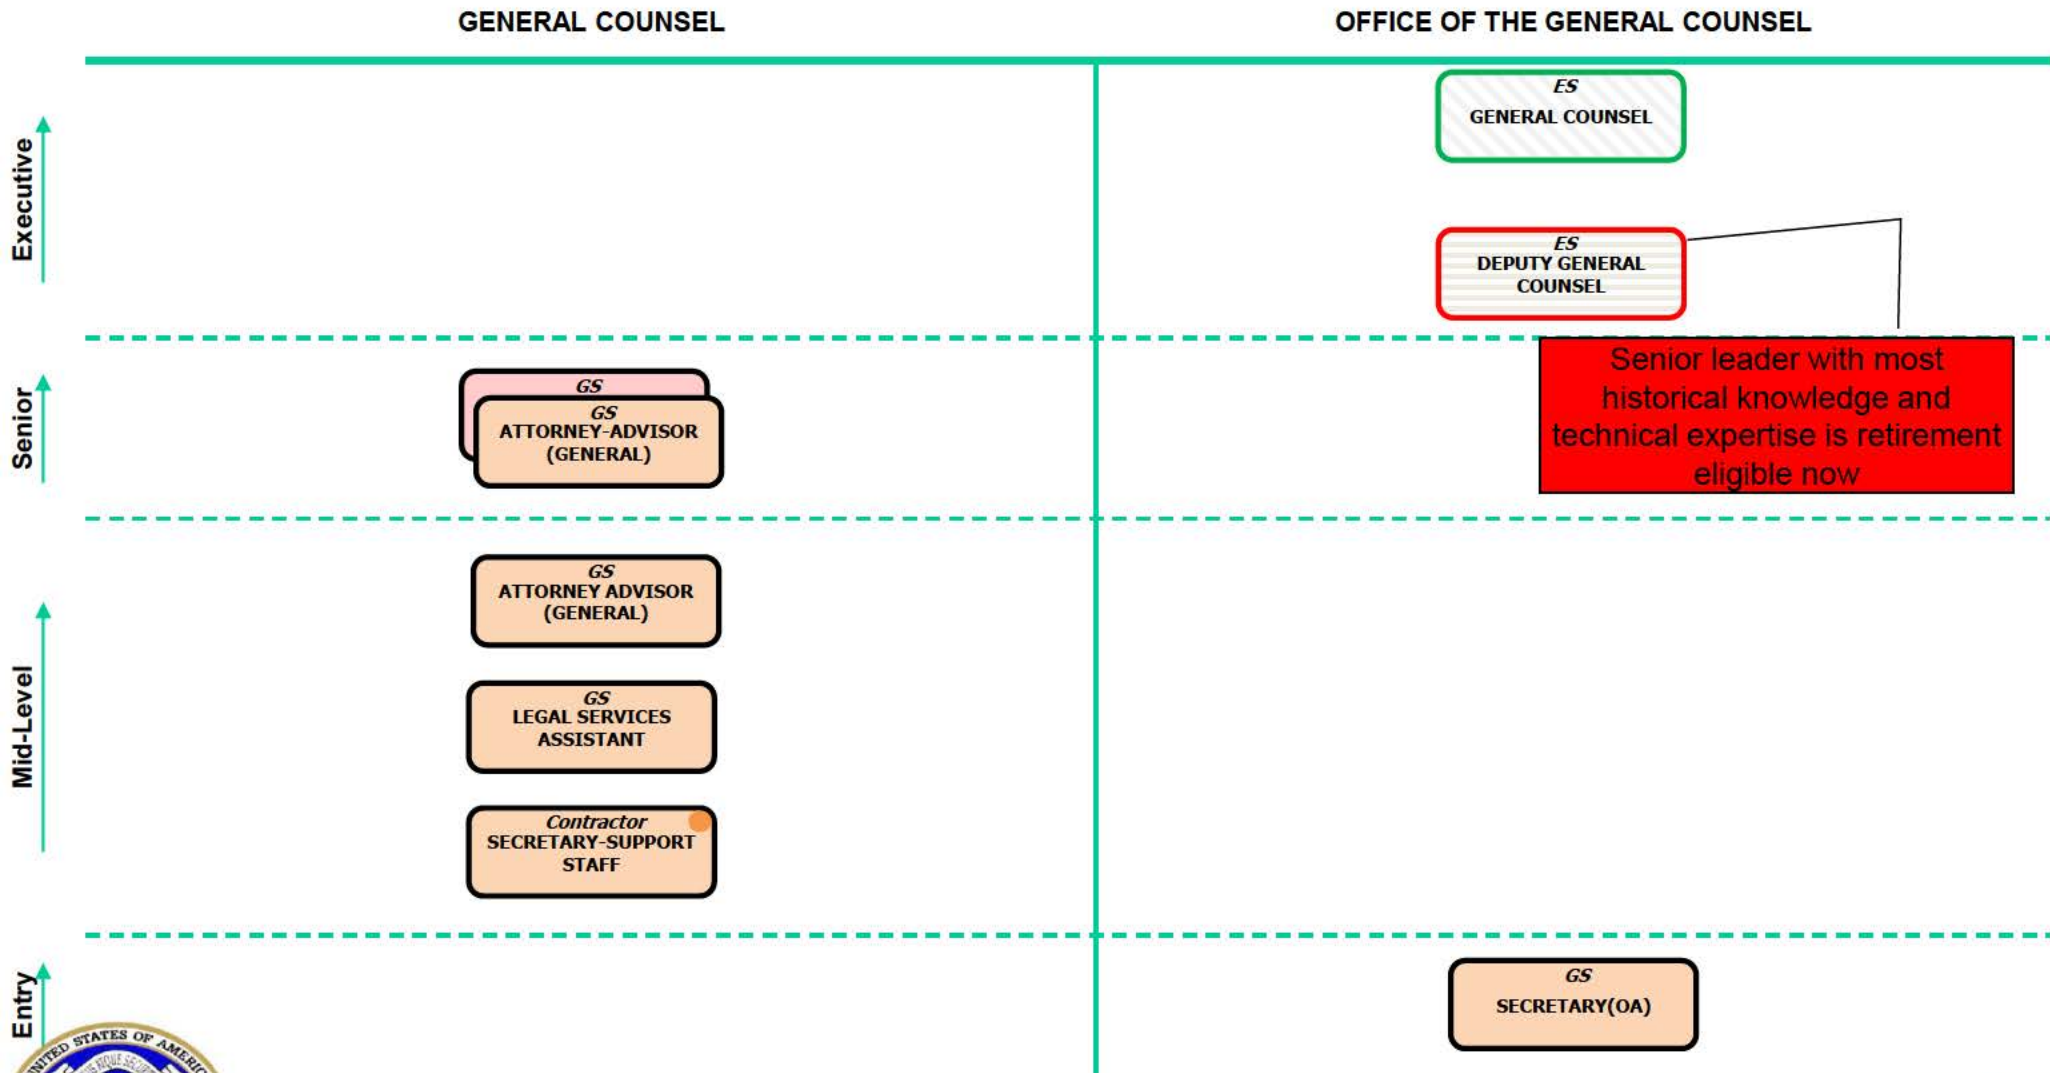 GENERAL COUNSEL
OFFICE OF THE GENERAL COUNSEL
Executive
ES
GENERAL COUNSEL
ES
DEPUTY GENERAL
COUNSEL
Senior
GS
GS
ATTORNEY-ADVISOR
(GENERAL)
Senior leader with most
historical knowledge and
technical expertise is retirement
eligible now
Mid-Level
GS
ATTORNEY ADVISOR
(GENERAL)
GS
LEGAL SERVICES
ASSISTANT
Contractor
SECRETARY-SUPPORT
STAFF
Entry
GS
SECRETARY(OA)
STATES OF